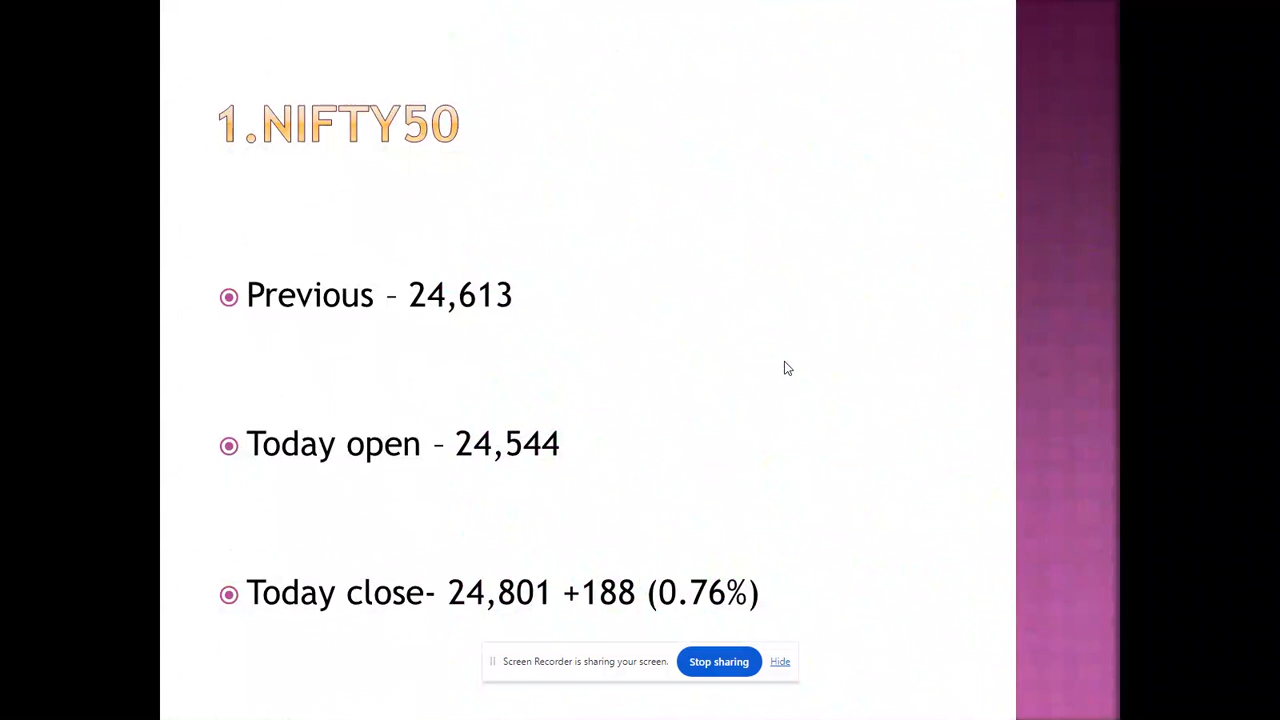 1.NIFTY50
Previous – 24,613
Today open – 24,544
Today close- 24,801 +188 (0.76%)
Screen Recorder is sharing your screen. Stop sharing Hide